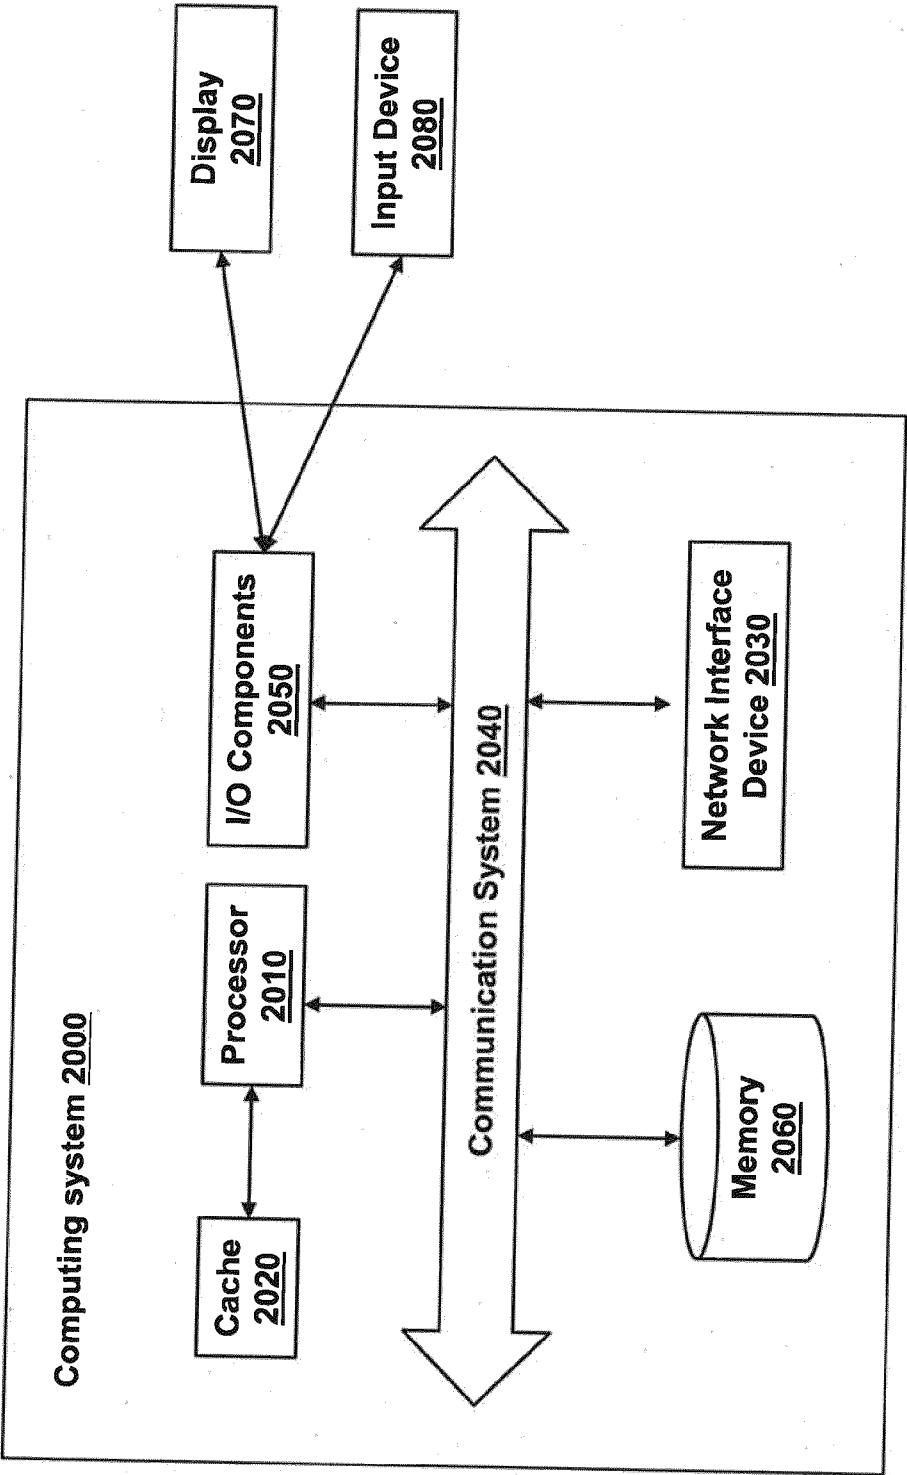 Computing system 2000
Cache
2020
Processor
2010
I/O Components
2050
Display
2070
Input Device
2080
Communication System 2040
Memory
2060
Network Interface
Device 2030